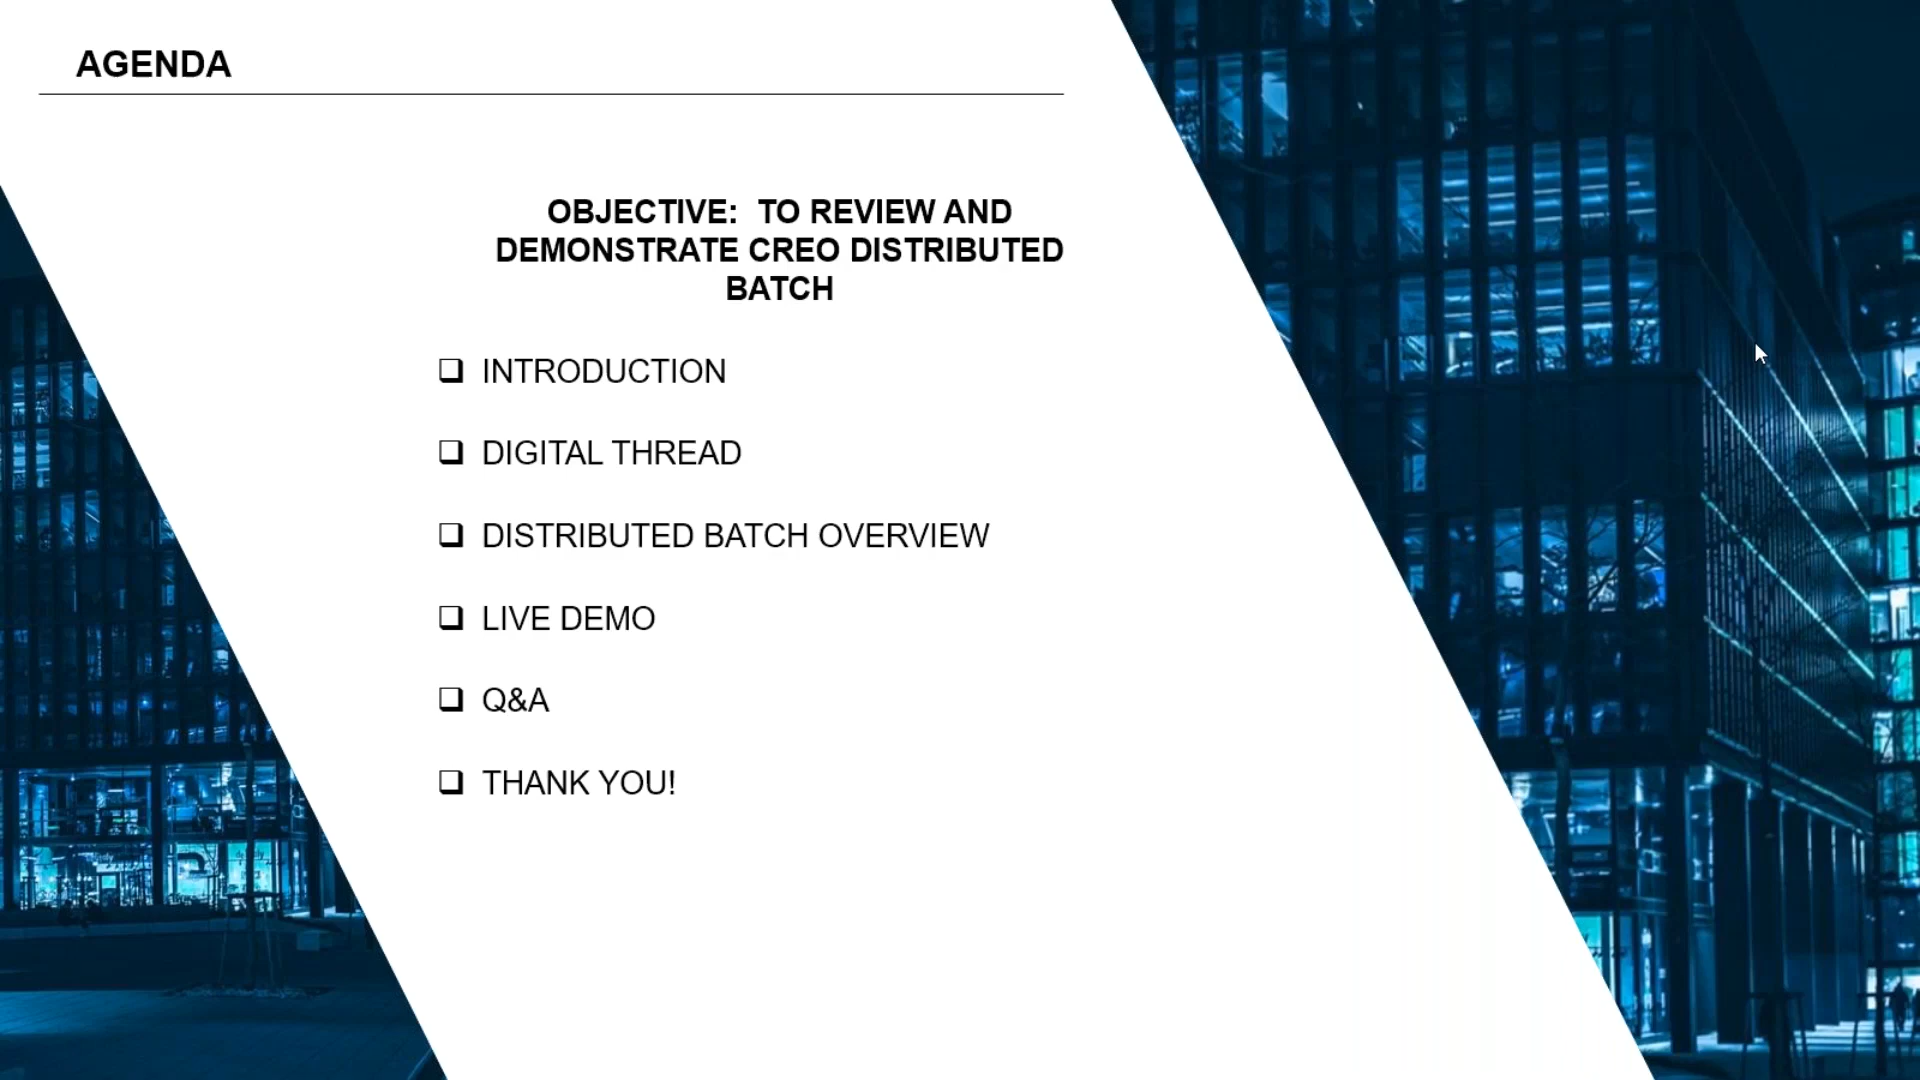 AGENDA
OBJECTIVE:  TO REVIEW AND
DEMONSTRATE CREO DISTRIBUTED
BATCH
❑ INTRODUCTION
❑ DIGITAL THREAD
❑ DISTRIBUTED BATCH OVERVIEW
❑ LIVE DEMO
❑ Q&A
❑ THANK YOU!